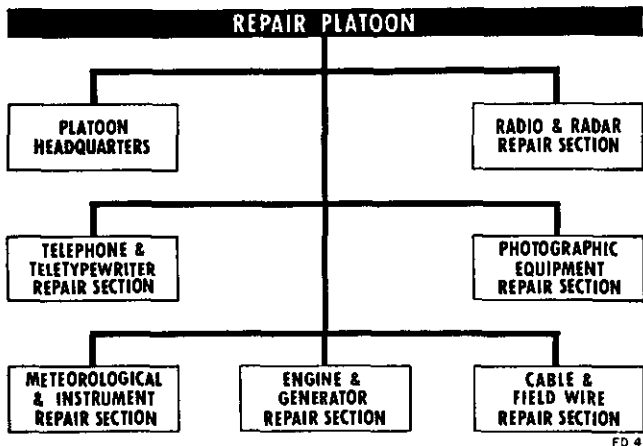 REPAIR PLATOON
PLATOON
HEADQUARTERS
RADIO & RADAR
REPAIR SECTION
TELEPHONE &
TELETYPEWRITER
REPAIR SECTION
PHOTOGRAPHIC
EQUIPMENT
REPAIR SECTION
METEOROLOGICAL
& INSTRUMENT
REPAIR SECTION
ENGINE &
GENERATOR
REPAIR SECTION
CABLE &
FIELD WIRE
REPAIR SECTION
FD 4